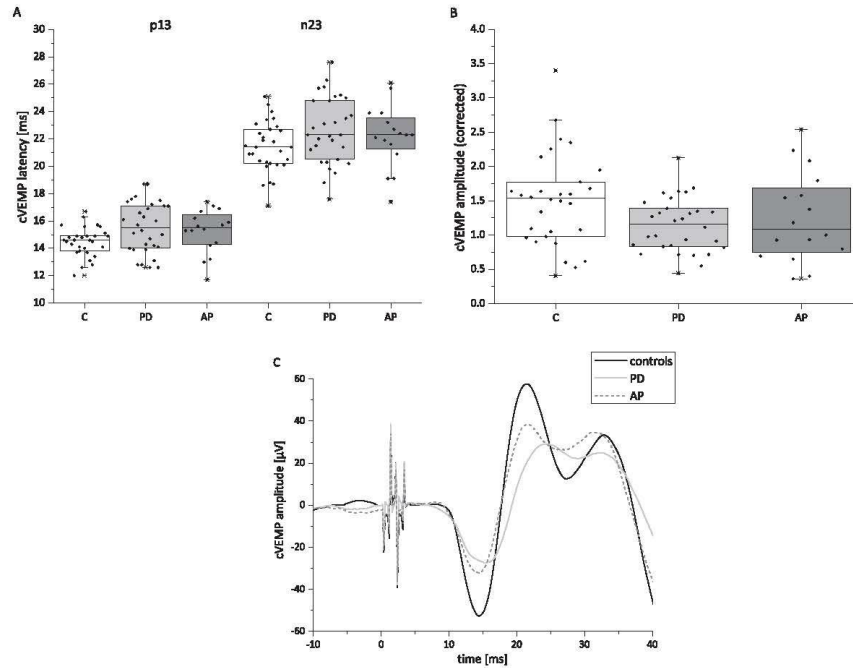 A
p13
n23
cVEMP latency [ms]
30
28
26
24
22
20
18
16
14
12
10
C
PD
AP
C
PD
AP
B
cVEMP amplitude (corrected)
4.0
3.5
3.0
2.5
2.0
1.5
1.0
0.5
0.0
C
PD
AP
C
controls
PD
AP
cVEMP amplitude [µV]
60
40
20
0
-20
-40
-60
-10
0
10
20
30
40
time [ms]